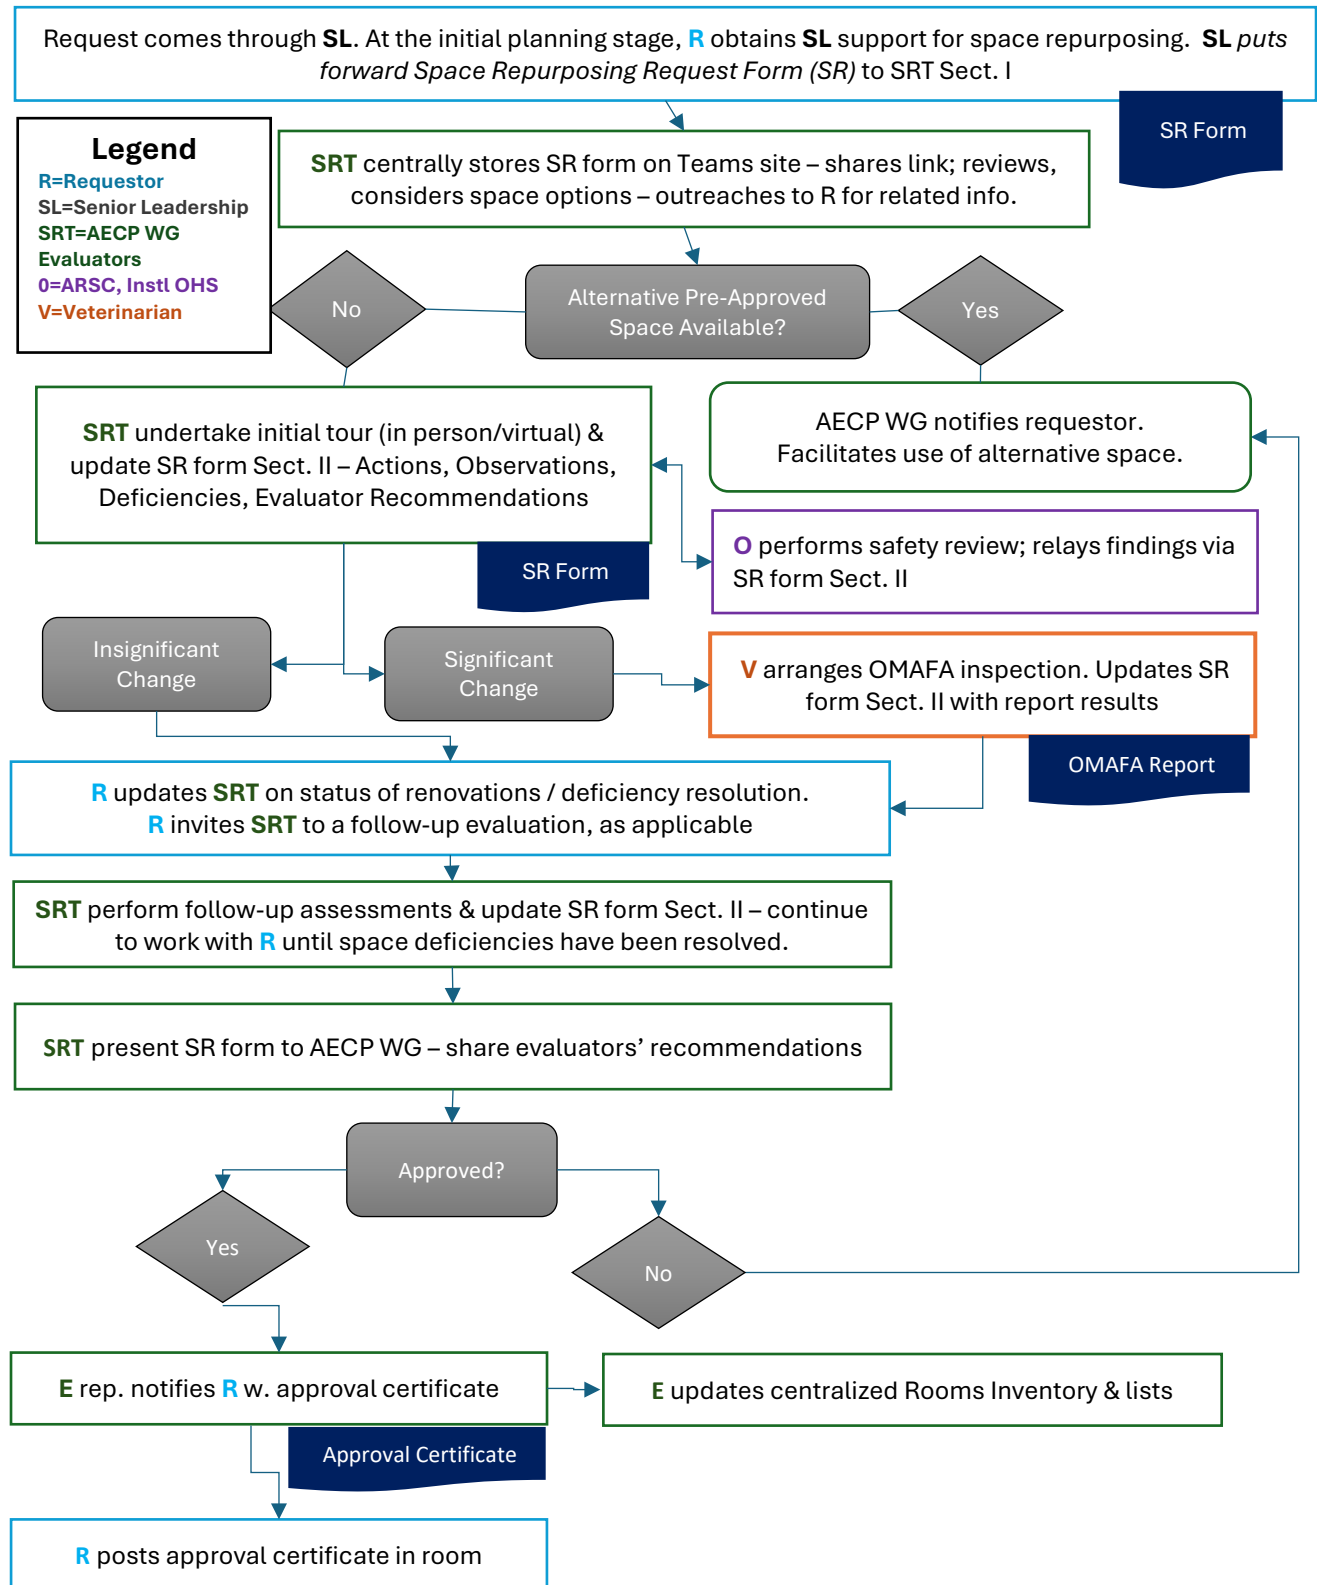 Request comes through SL. At the initial planning stage, R obtains SL support for space repurposing. SL puts
forward Space Repurposing Request Form (SR) to SRT Sect. I
SR Form
Legend
R=Requestor
SL=Senior Leadership
SRT=AECP WG
Evaluators
0=ARSC, Instl OHS
V=Veterinarian
SRT centrally stores SR form on Teams site – shares link; reviews,
considers space options – outreaches to R for related info.
No
Alternative Pre-Approved
Space Available?
Yes
SRT undertake initial tour (in person/virtual) &
update SR form Sect. II – Actions, Observations,
Deficiencies, Evaluator Recommendations
AECP WG notifies requestor.
Facilitates use of alternative space.
SR Form
O performs safety review; relays findings via
SR form Sect. II
Insignificant
Change
Significant
Change
V arranges OMAFA inspection. Updates SR
form Sect. II with report results
OMAFA Report
R updates SRT on status of renovations / deficiency resolution.
R invites SRT to a follow-up evaluation, as applicable
SRT perform follow-up assessments & update SR form Sect. II – continue
to work with R until space deficiencies have been resolved.
SRT present SR form to AECP WG – share evaluators’ recommendations
Approved?
Yes
No
E rep. notifies R w. approval certificate
E updates centralized Rooms Inventory & lists
Approval Certificate
R posts approval certificate in room